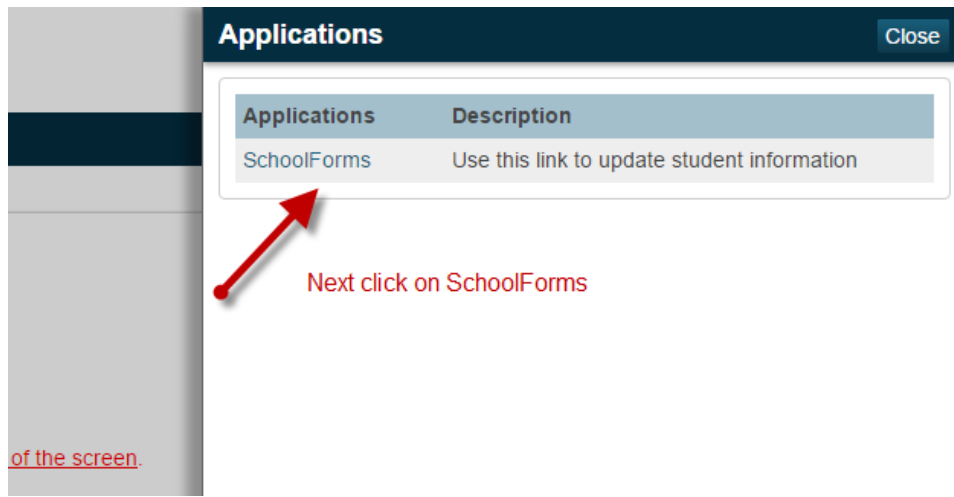 Applications
Close
Applications Description
SchoolForms Use this link to update student information
Next click on SchoolForms
of the screen.